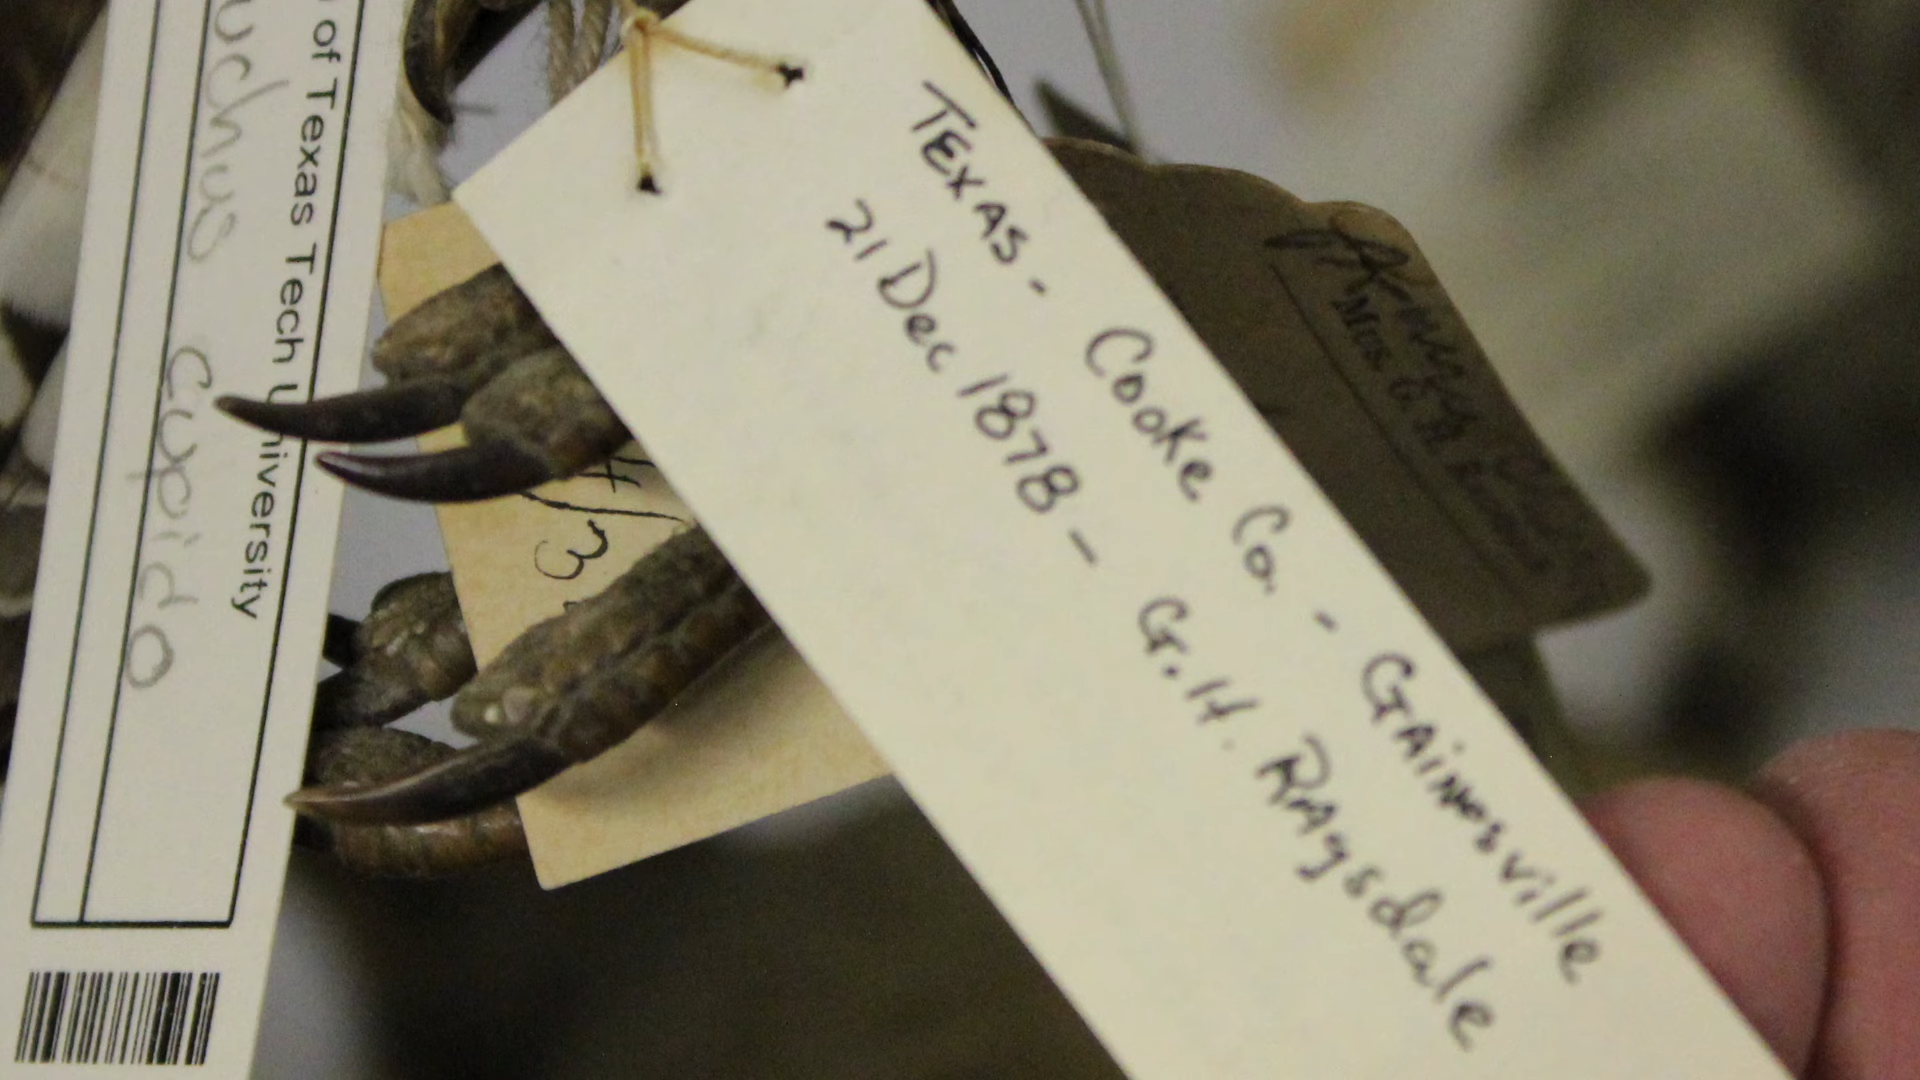 of Texas Tech University
uchus cupido
TEXAS - Cooke Co. - Gainesville
21 Dec 1878 - G.H. Ragsdale